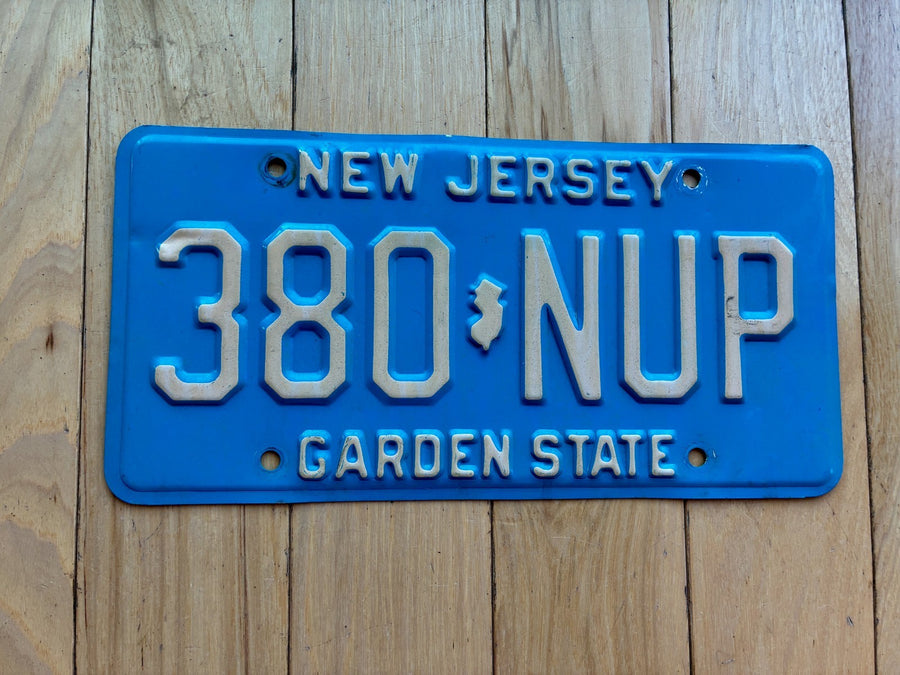 NEW JERSEY
380 NUP
GARDEN STATE